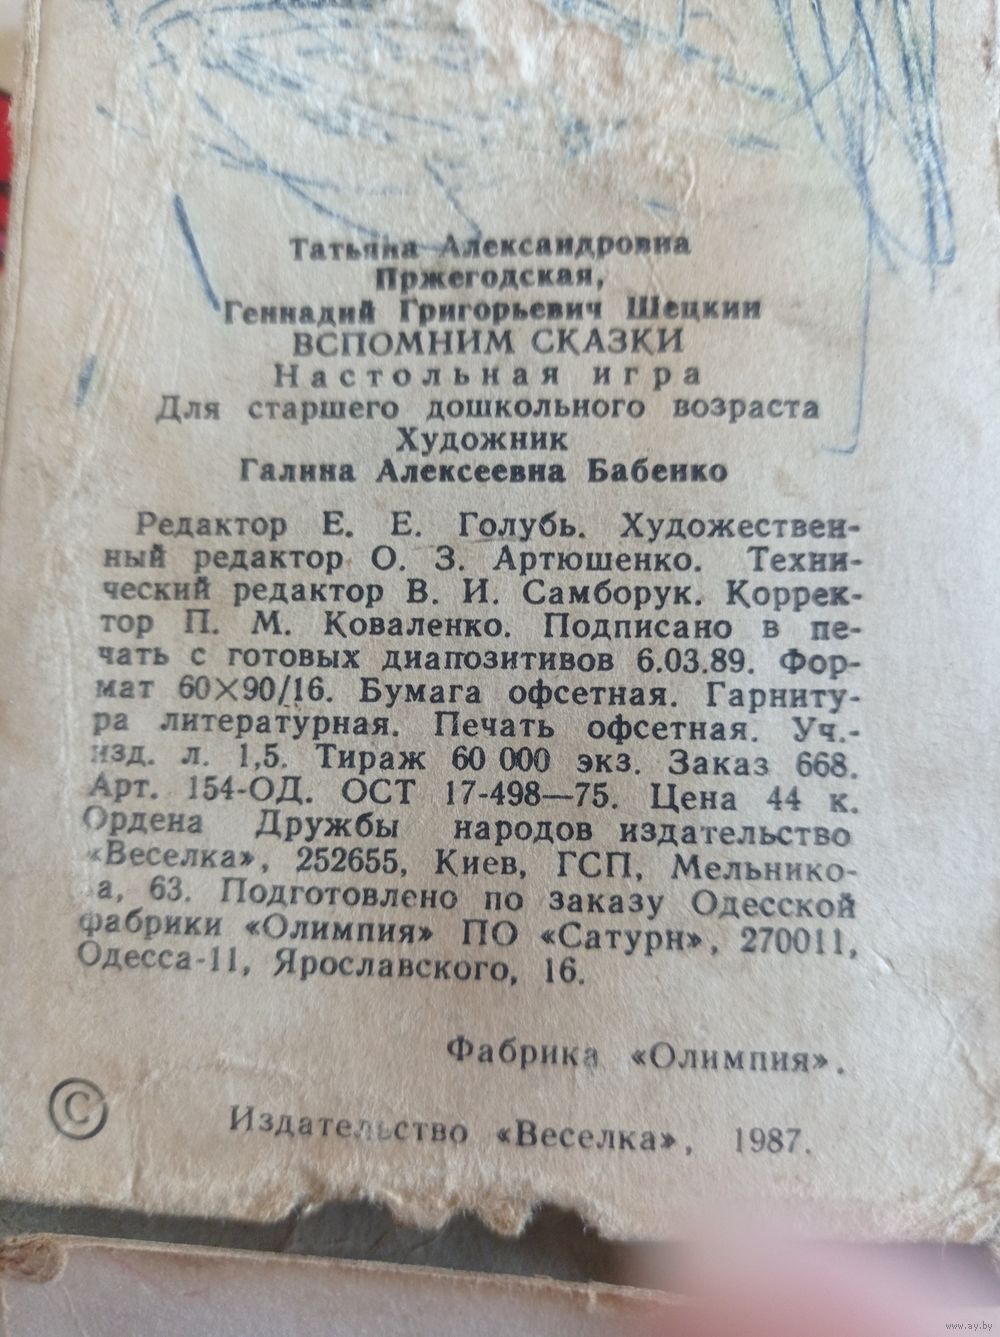 Татьяна Александровна
Пржегодская,
Геннадий Григорьевич Шецкин
ВСПОМНИМ СКАЗКИ
Настольная игра
Для старшего дошкольного возраста
Художник
Галина Алексеевна Бабенко
Редактор Е. Е. Голубь. Художествен-
ный редактор О. З. Артюшенко. Техни-
ческий редактор В. И. Самборук. Коррек-
тор П. М. Коваленко. Подписано в пе-
чать с готовых диапозитивов 6.03.89. Фор-
мат 60×90/16. Бумага офсетная. Гарниту-
ра литературная. Печать офсетная. Уч.-
изд. л. 1,5. Тираж 60 000 экз. Заказ 668.
Арт. 154-ОД. ОСТ 17-498—75. Цена 44 к.
Ордена Дружбы народов издательство
«Веселка», 252655, Киев, ГСП, Мельнико-
ва, 63. Подготовлено по заказу Одесской
фабрики «Олимпия» ПО «Сатурн», 270011,
Одесса-11, Ярославского, 16.
Фабрика «Олимпия».
© Издательство «Веселка», 1987.
www.ay.by